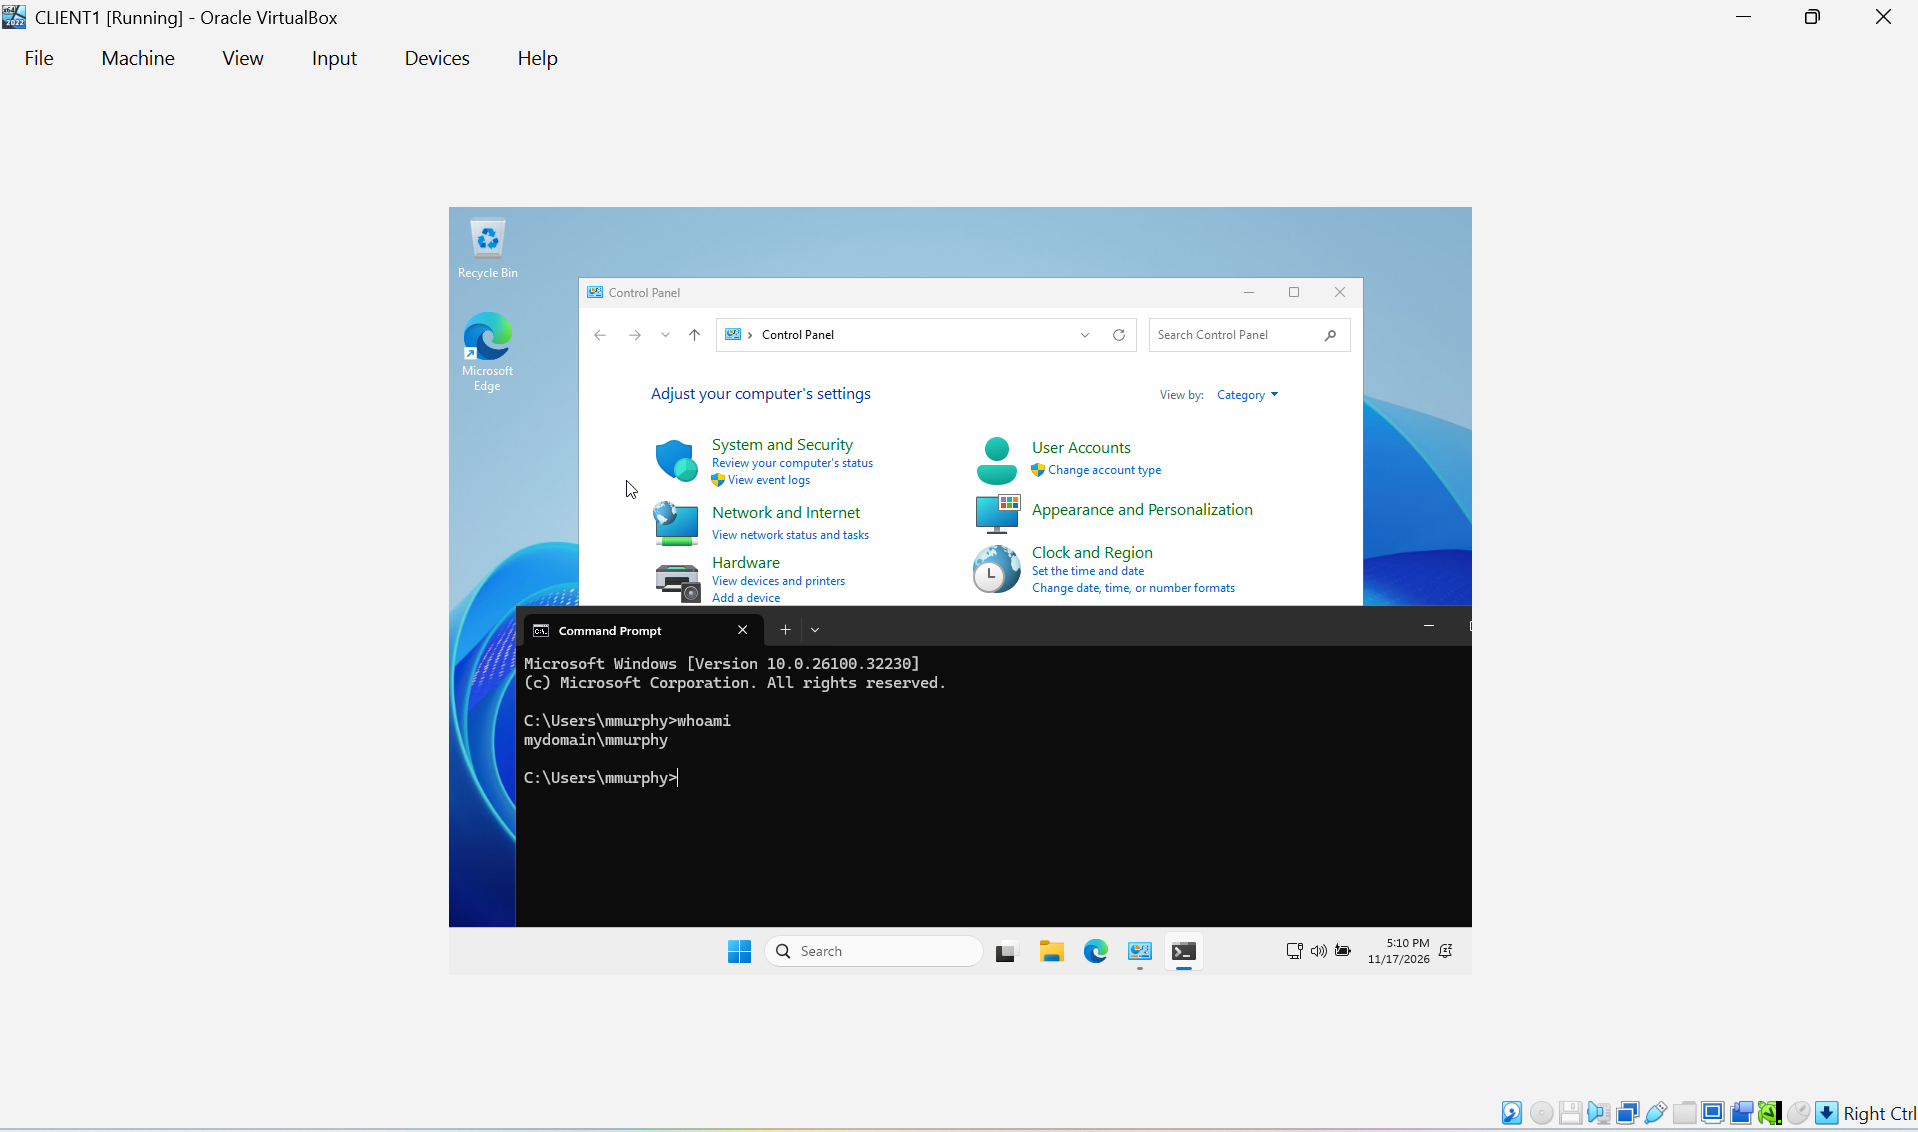 CLIENT1 [Running] - Oracle VirtualBox
File Machine View Input Devices Help
Recycle Bin
Microsoft
Edge
Control Panel
Control Panel
Search Control Panel
Adjust your computer's settings
View by: Category
System and Security
Review your computer's status
View event logs
Network and Internet
View network status and tasks
Hardware
View devices and printers
Add a device
User Accounts
Change account type
Appearance and Personalization
Clock and Region
Set the time and date
Change date, time, or number formats
Command Prompt
Microsoft Windows [Version 10.0.26100.32230]
(c) Microsoft Corporation. All rights reserved.
C:\Users\mmurphy>whoami
mydomain\mmurphy
C:\Users\mmurphy>
Search
5:10 PM
11/17/2026
Right Ctrl